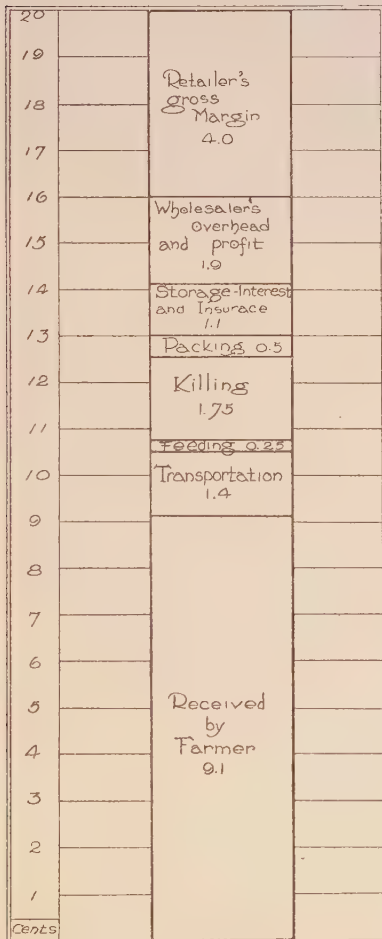 20
19
18
17
16
15
14
13
12
11
10
9
8
7
6
5
4
3
2
1
Cents
Retailer's
gross
Margin
4.0
Wholesaler's
Overhead
and profit
1.9
Storage-Interest
and Insurace
1.1
Packing 0.5
Killing
1.75
Feeding 0.25
Transportation
1.4
Received
by
Farmer
9.1